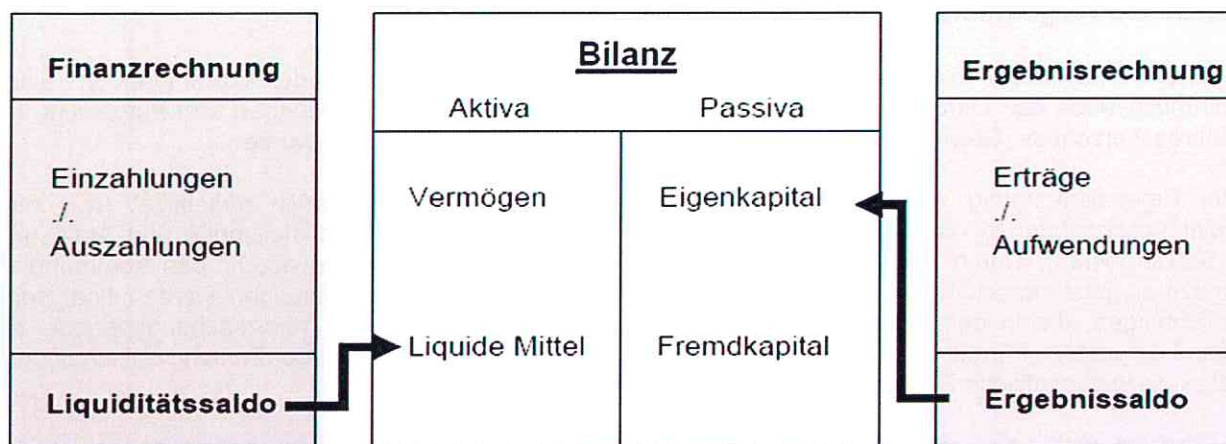 Finanzrechnung
Einzahlungen
./.
Auszahlungen
Liquiditätssaldo
Bilanz
Aktiva
Passiva
Vermögen
Eigenkapital
Liquide Mittel
Fremdkapital
Ergebnisrechnung
Erträge
./.
Aufwendungen
Ergebnissaldo